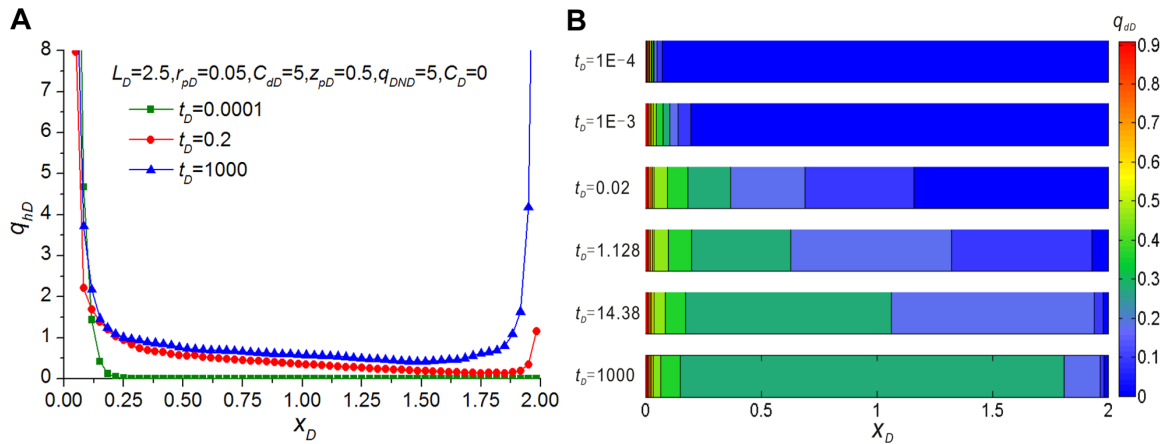 A
L_D=2.5,r_pD=0.05,C_dD=5,z_pD=0.5,q_DND=5,C_D=0
t_D=0.0001
t_D=0.2
t_D=1000
q_hD
8
7
6
5
4
3
2
1
0
0.00 0.25 0.50 0.75 1.00 1.25 1.50 1.75 2.00
x_D
B
q_dD
t_D=1E-4
t_D=1E-3
t_D=0.02
t_D=1.128
t_D=14.38
t_D=1000
0 0.5 1 1.5 2
x_D
0.9
0.8
0.7
0.6
0.5
0.4
0.3
0.2
0.1
0